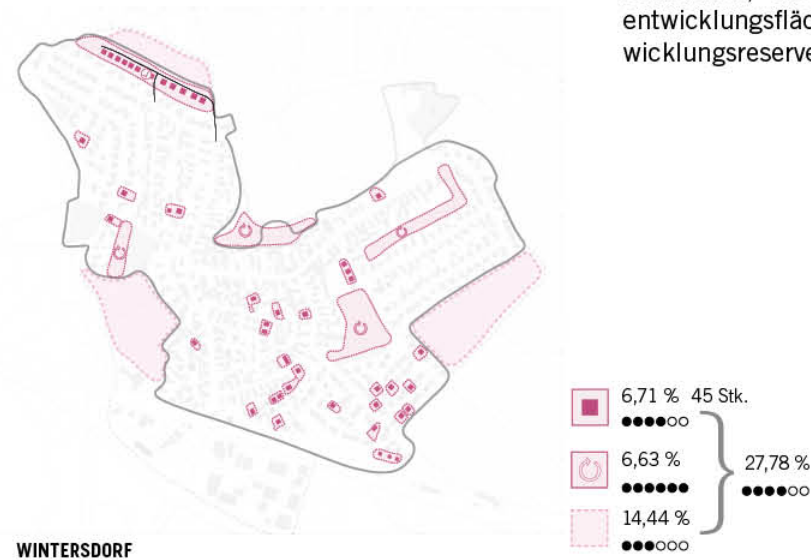 entwicklungsfläc
wicklungsreserve
6,71 % 45 Stk.
6,63 %
27,78 %
14,44 %
WINTERSDORF